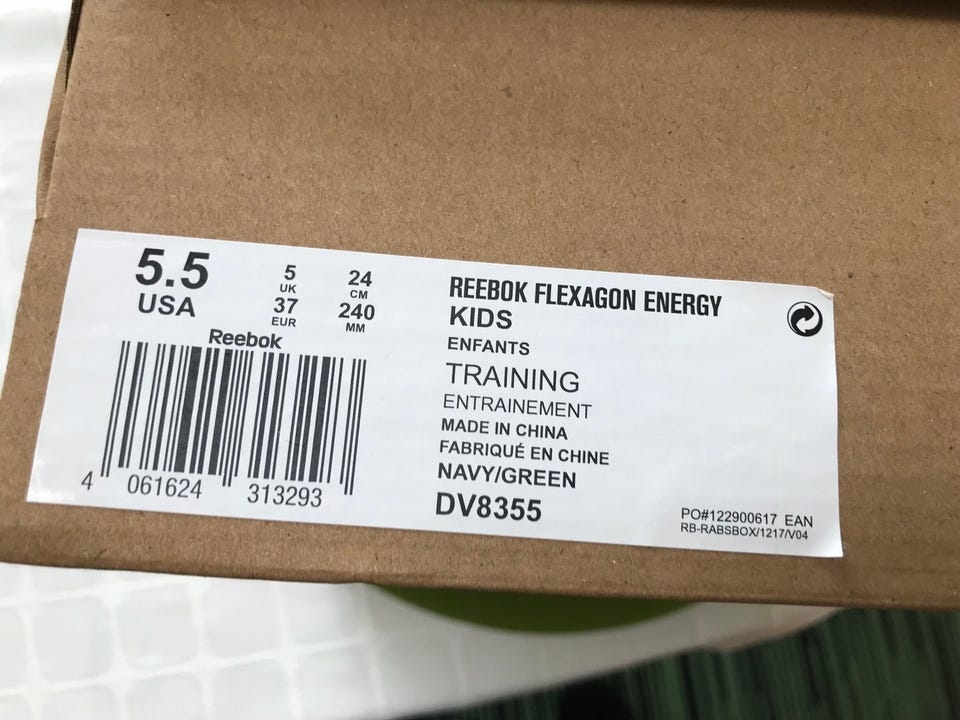 5.5
USA
5
UK
37
EUR
24
CM
240
MM
Reebok
4 061624 313293
REEBOK FLEXAGON ENERGY
KIDS
ENFANTS
TRAINING
ENTRAINEMENT
MADE IN CHINA
FABRIQUÉ EN CHINE
NAVY/GREEN
DV8355
PO#122900617 EAN
RB-RABSBOX/1217/V04